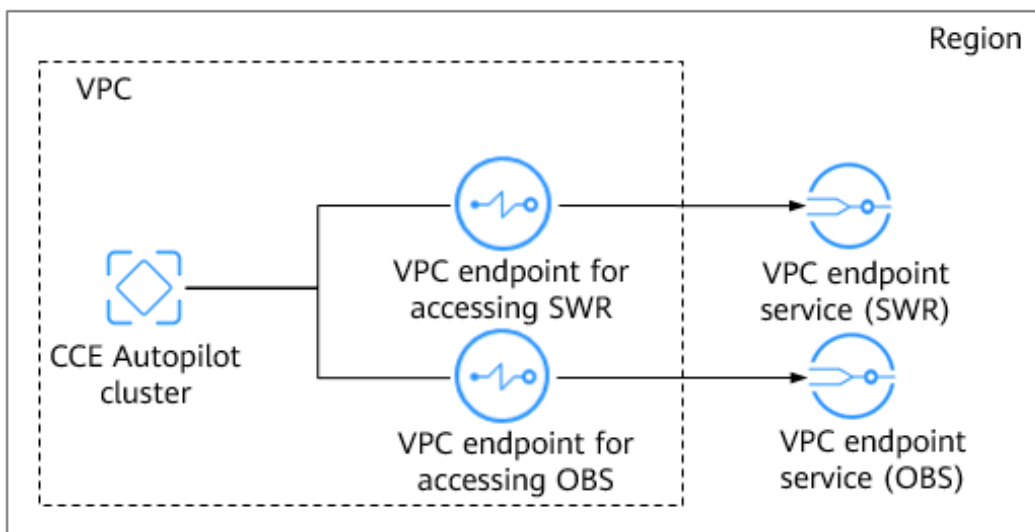 Region
VPC
VPC endpoint for
accessing SWR
VPC endpoint
service (SWR)
CCE Autopilot
cluster
VPC endpoint for
accessing OBS
VPC endpoint
service (OBS)